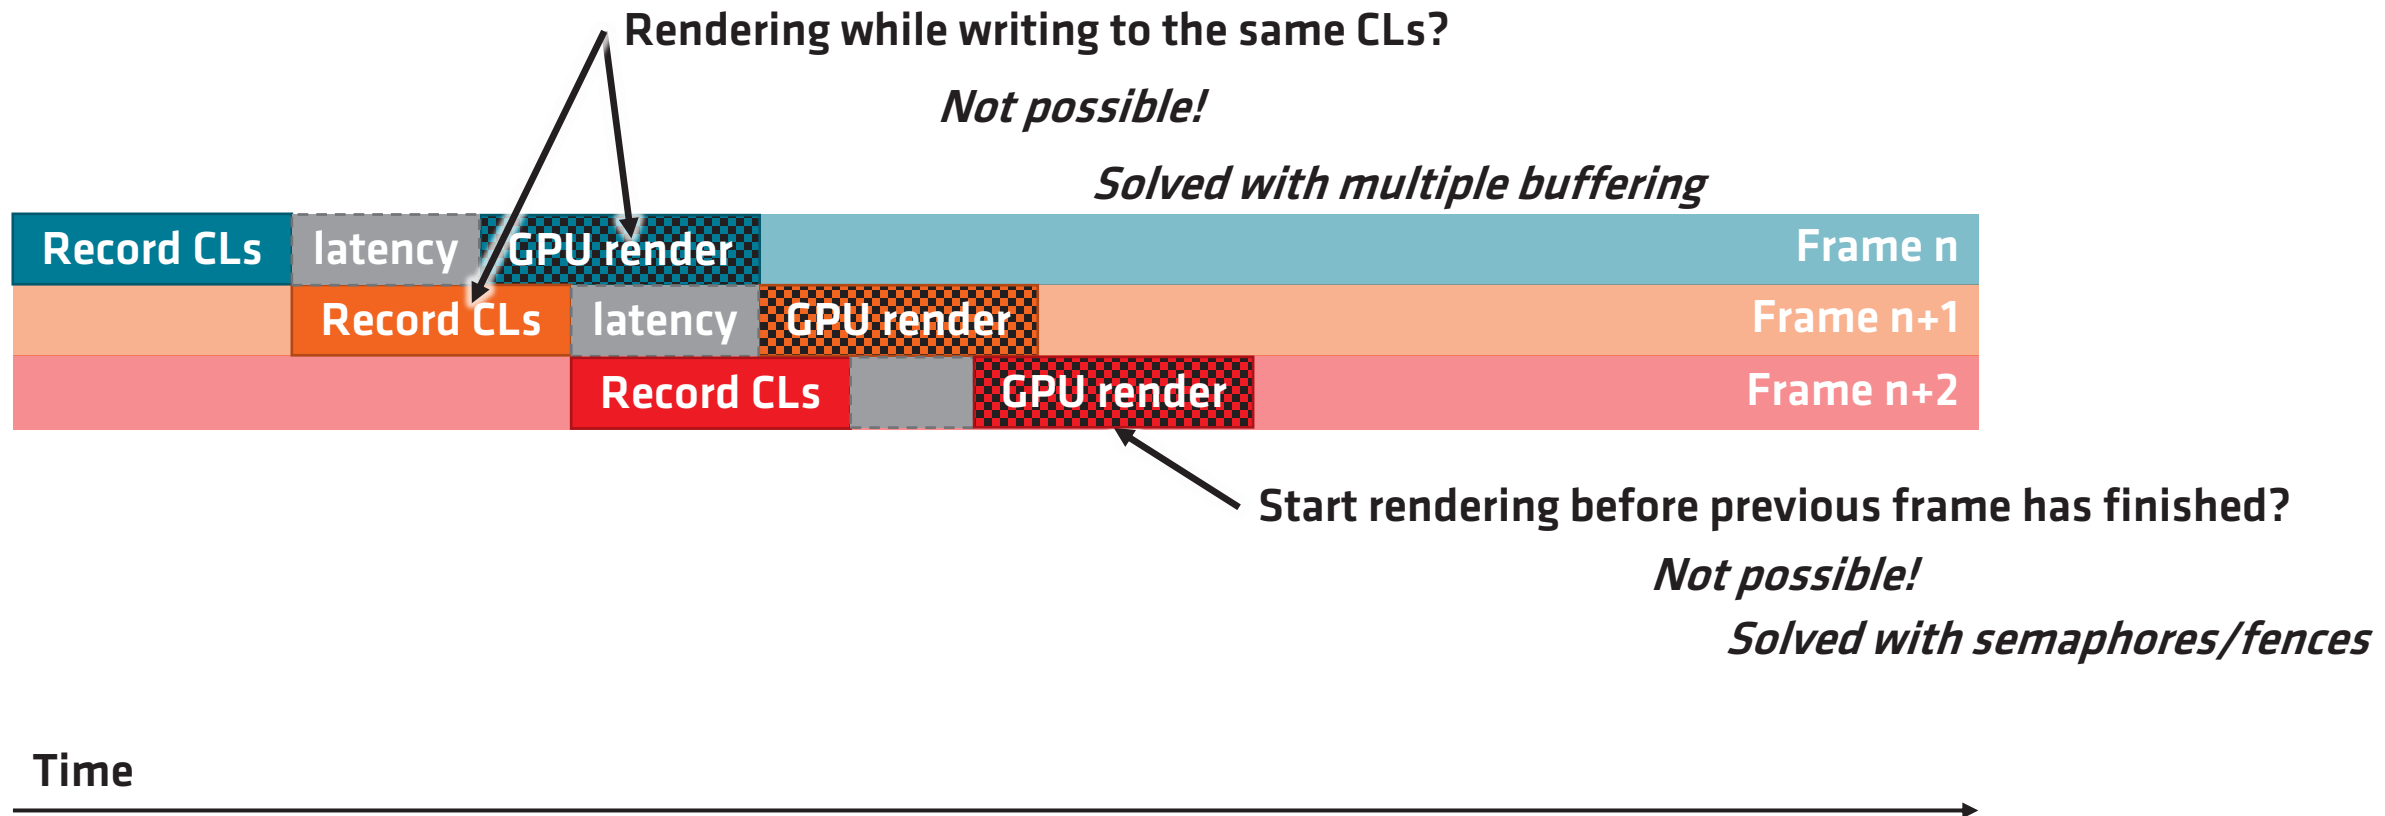 Rendering while writing to the same CLs?
Not possible!
Solved with multiple buffering
Record CLs latency GPU render Frame n
Record CLs latency GPU render Frame n+1
Record CLs GPU render Frame n+2
Start rendering before previous frame has finished?
Not possible!
Solved with semaphores/fences
Time